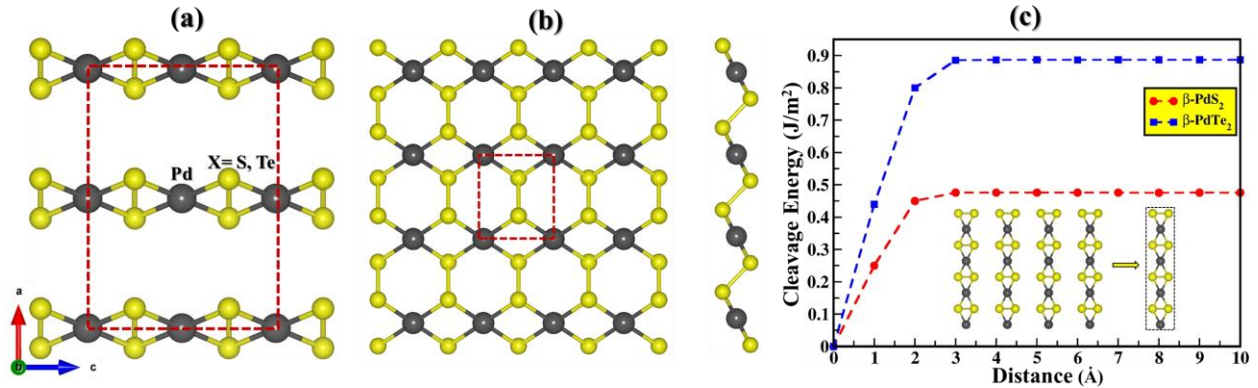 (a)
X= S, Te
Pd
a
b
c
(b)
(c)
Cleavage Energy (J/m²)
0.9
0.8
0.7
0.6
0.5
0.4
0.3
0.2
0.1
0
β-PdS₂
β-PdTe₂
0 1 2 3 4 5 6 7 8 9 10
Distance (Å)